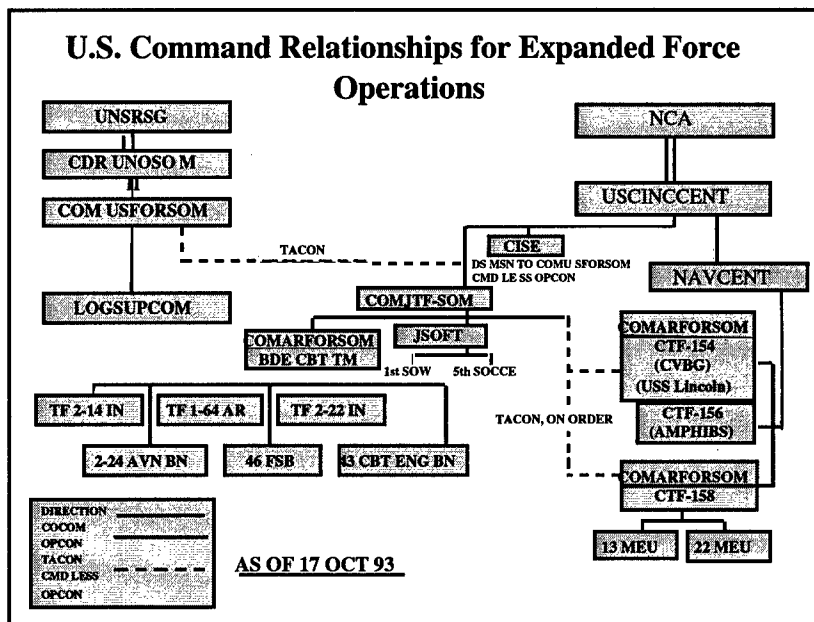 U.S. Command Relationships for Expanded Force
Operations
UNSRSG
CDR UNOSO M
II
COM USFORSOM
LOGSUPCOM
TACON
NCA
USCINCCENT
CISE
DS MSN TO COMU SFORSOM
CMD LE SS OPCON
NAVCENT
COMJTF-SOM
COMARFORSOM
BDE CBT TM
JSOFT
1st SOW
5th SOCCE
COMARFORSOM
CTF-154
(CVBG)
(USS Lincoln)
CTF-156
(AMPHIBS)
TF 2-14 IN
TF 1-64 AR
TF 2-22 IN
TACON, ON ORDER
2-24 AVN BN
46 FSB
43 CBT ENG BN
COMARFORSOM
CTF-158
13 MEU
22 MEU
DIRECTION
COCOM
OPCON
TACON
CMD LESS
OPCON
AS OF 17 OCT 93